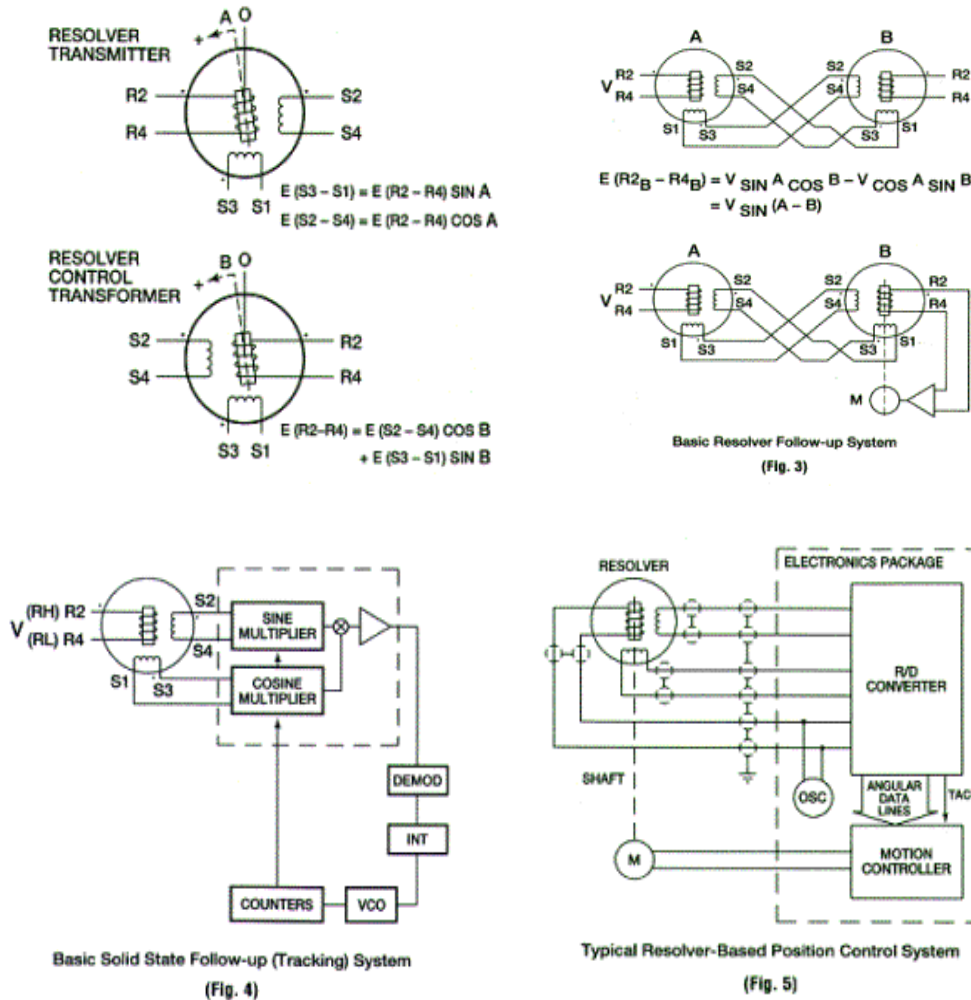 RESOLVER
TRANSMITTER
A O
+
R2
R4
S2
S4
S3 S1
E (S3 – S1) = E (R2 – R4) SIN A
E (S2 – S4) = E (R2 – R4) COS A
RESOLVER
CONTROL
TRANSFORMER
B O
+
S2
S4
R2
R4
S3 S1
E (R2–R4) = E (S2 – S4) COS B
+ E (S3 – S1) SIN B
A
B
V
R2
R4
S2
S4
S1
S3
S2
S4
R2
R4
S3
S1
E (R2B – R4B) = V SIN A COS B – V COS A SIN B
= V SIN (A – B)
A
B
V
R2
R4
S2
S4
S1
S3
S2
S4
R2
R4
S3
S1
M
Basic Resolver Follow-up System
(Fig. 3)
V
(RH) R2
(RL) R4
S2
S4
S1
S3
SINE
MULTIPLIER
COSINE
MULTIPLIER
DEMOD
INT
VCO
COUNTERS
Basic Solid State Follow-up (Tracking) System
(Fig. 4)
RESOLVER
ELECTRONICS PACKAGE
R/D
CONVERTER
SHAFT
OSC
ANGULAR
DATA
LINES
TAC
M
MOTION
CONTROLLER
Typical Resolver-Based Position Control System
(Fig. 5)